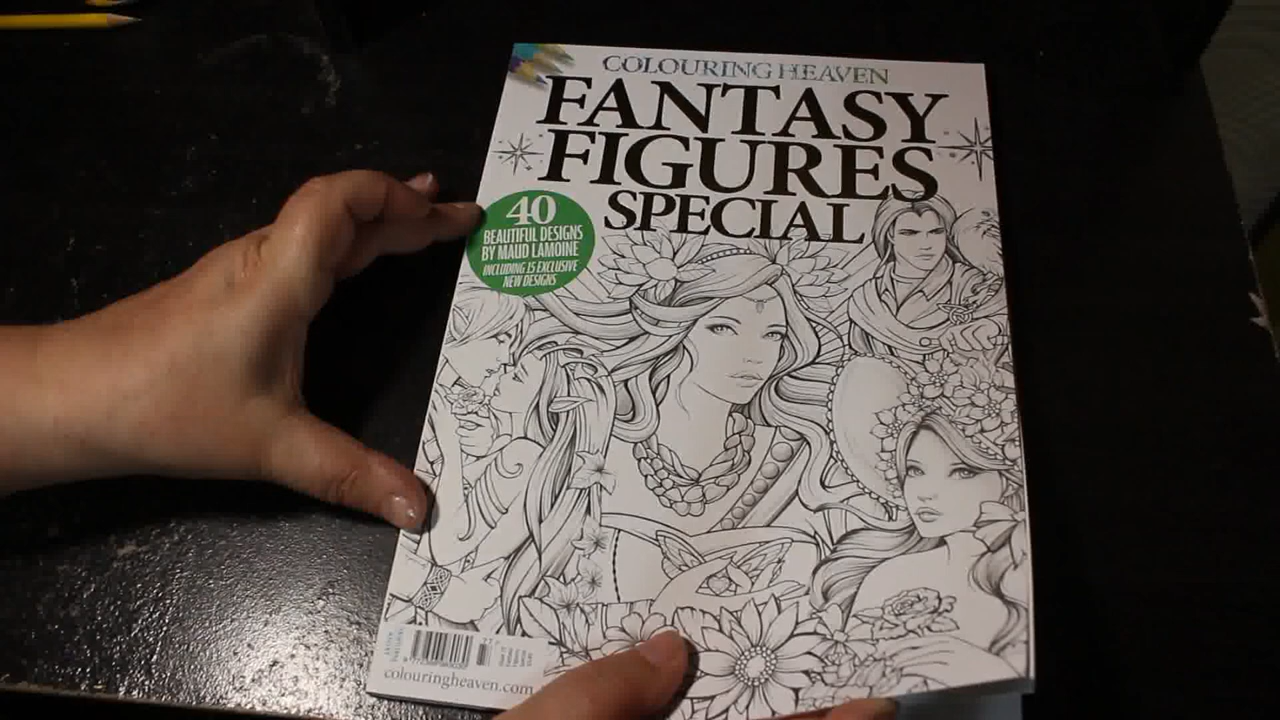 COLOURING HEAVEN
FANTASY
FIGURES
SPECIAL
40
BEAUTIFUL DESIGNS
BY MAUD LAMOINE
INCLUDING 15 EXCLUSIVE
NEW DESIGNS
colouringheaven.com